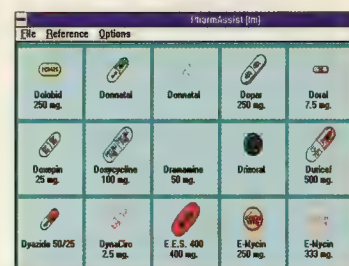 PharmAssist [tm]
File Reference Options
Dolobid Donnatal Donnatal Dopar Doral
250 mg. 250 mg. 7.5 mg.
Doxepin Doxycycline Dramamine Drixoral Duricef
25 mg. 100 mg. 50 mg. 500 mg.
Dyazide 50/25 DynaCirc E.E.S. 400 E-Mycin E-Mycin
2.5 mg. 400 mg. 250 mg. 333 mg.